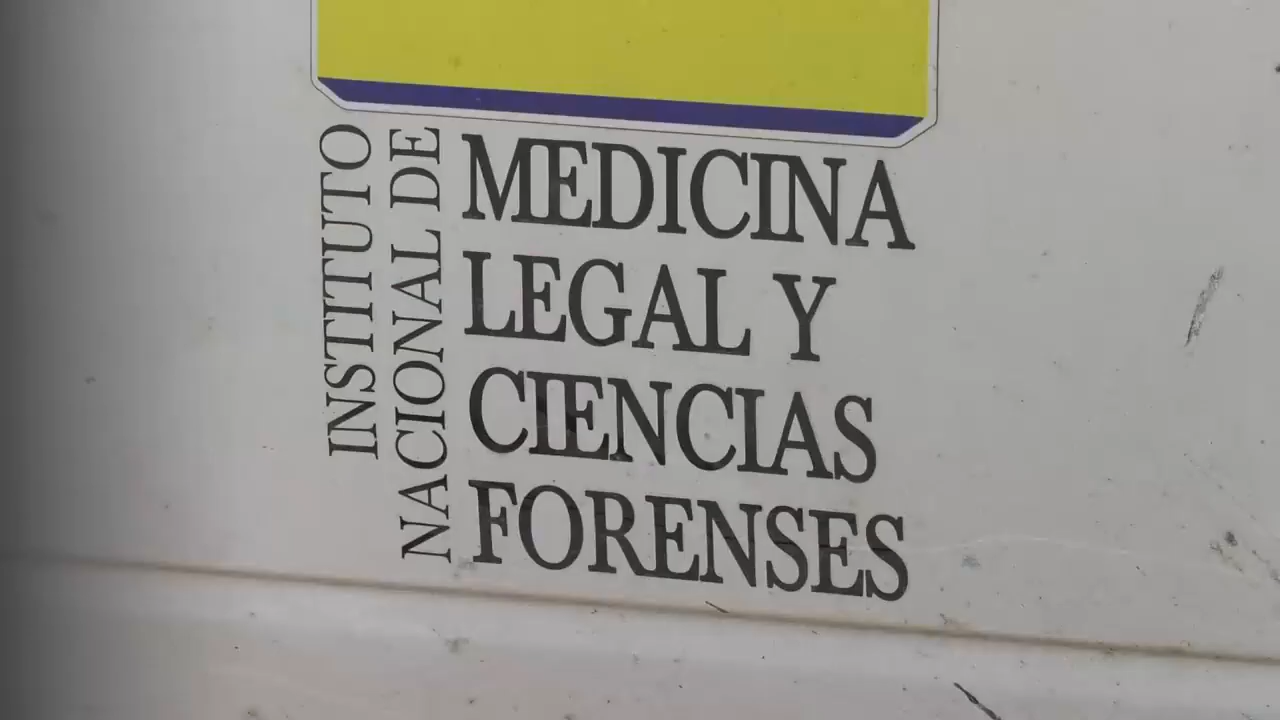 INSTITUTO
NACIONAL DE
MEDICINA
LEGAL Y
CIENCIAS
FORENSES